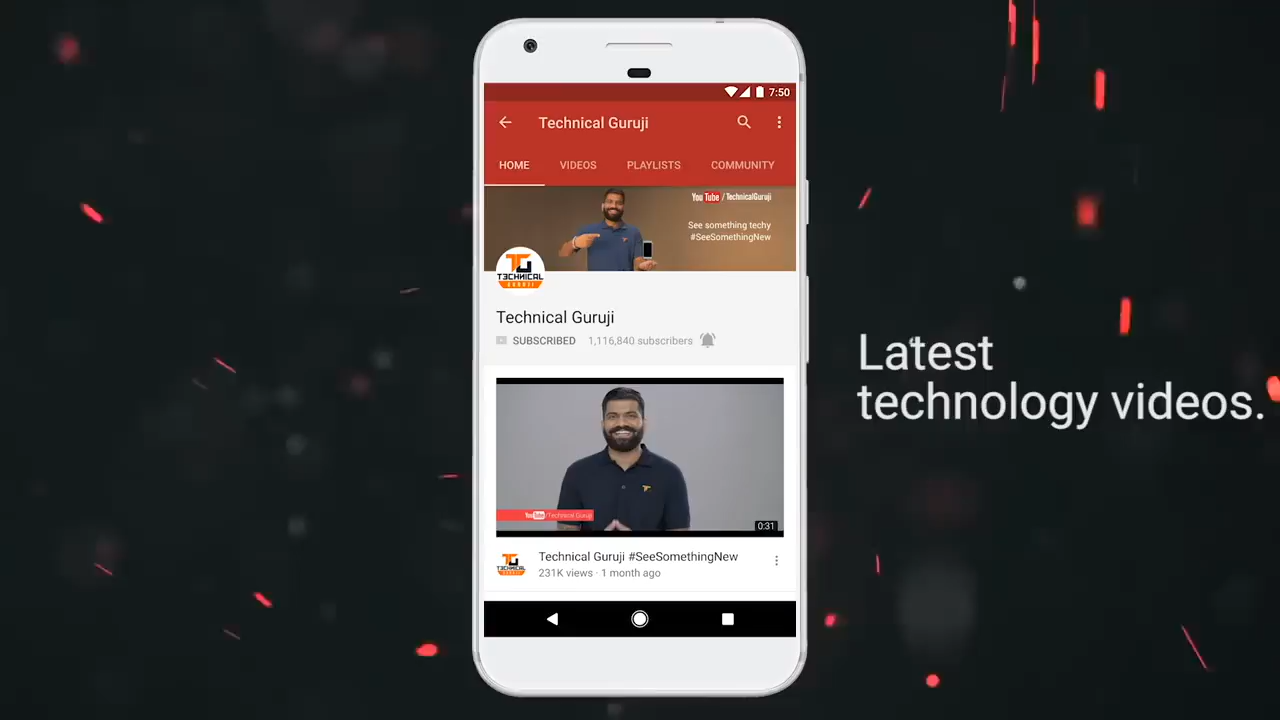 7:50
Technical Guruji
HOME VIDEOS PLAYLISTS COMMUNITY
YouTube /TechnicalGuruji
See something techy
#SeeSomethingNew
TECHNICAL
GURUJI
Technical Guruji
SUBSCRIBED 1,116,840 subscribers
Latest
technology videos.
YouTube /Technical Guruji
0:31
TECHNICAL
GURUJI
Technical Guruji #SeeSomethingNew
231K views · 1 month ago